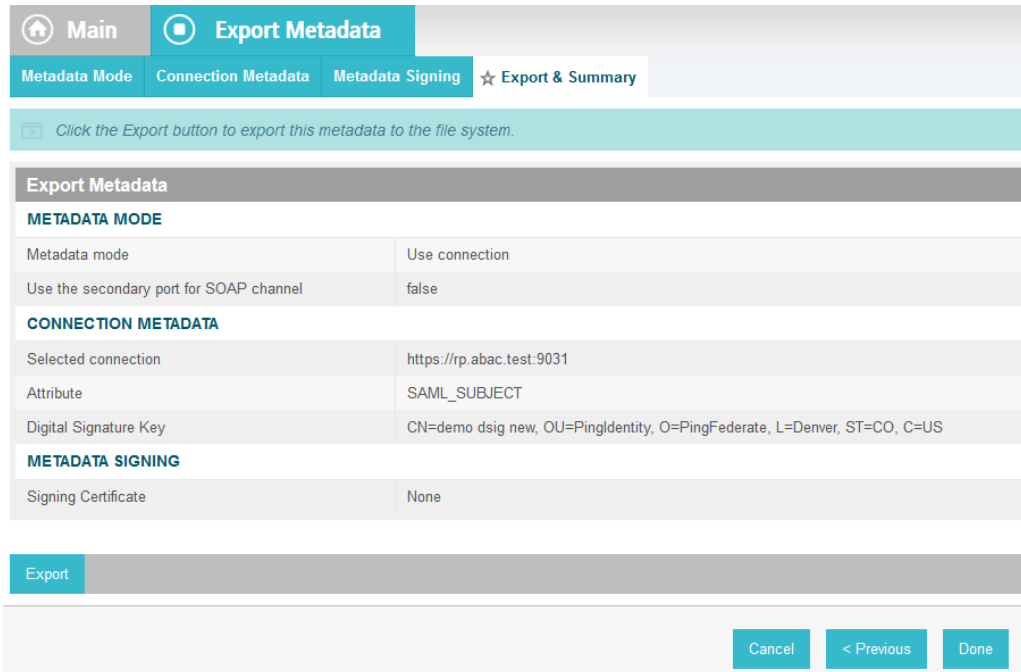 Main Export Metadata
Metadata Mode Connection Metadata Metadata Signing Export & Summary
Click the Export button to export this metadata to the file system.
Export Metadata
METADATA MODE
Metadata mode Use connection
Use the secondary port for SOAP channel false
CONNECTION METADATA
Selected connection https://rp.abac.test:9031
Attribute SAML_SUBJECT
Digital Signature Key CN=demo dsig new, OU=PingIdentity, O=PingFederate, L=Denver, ST=CO, C=US
METADATA SIGNING
Signing Certificate None
Export
Cancel < Previous Done